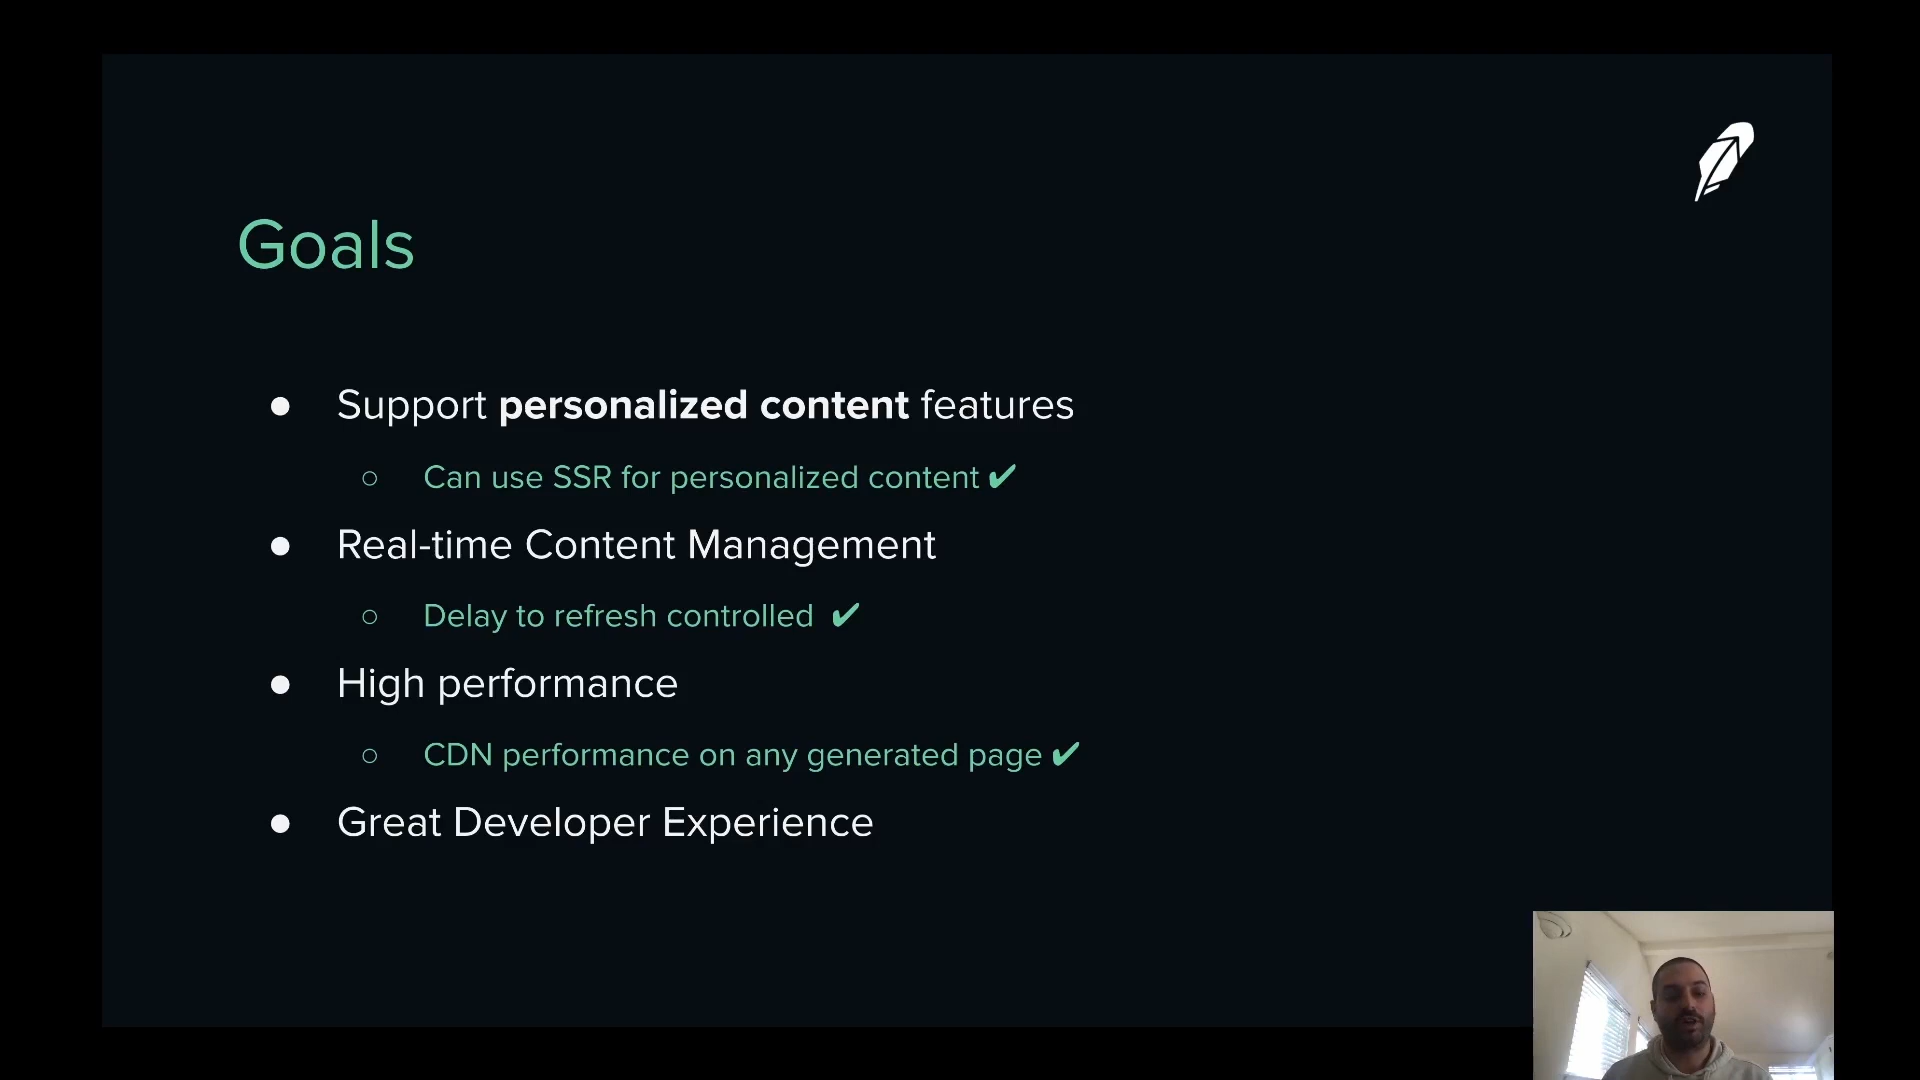 Goals
● Support personalized content features
○ Can use SSR for personalized content ✔
● Real-time Content Management
○ Delay to refresh controlled ✔
● High performance
○ CDN performance on any generated page ✔
● Great Developer Experience